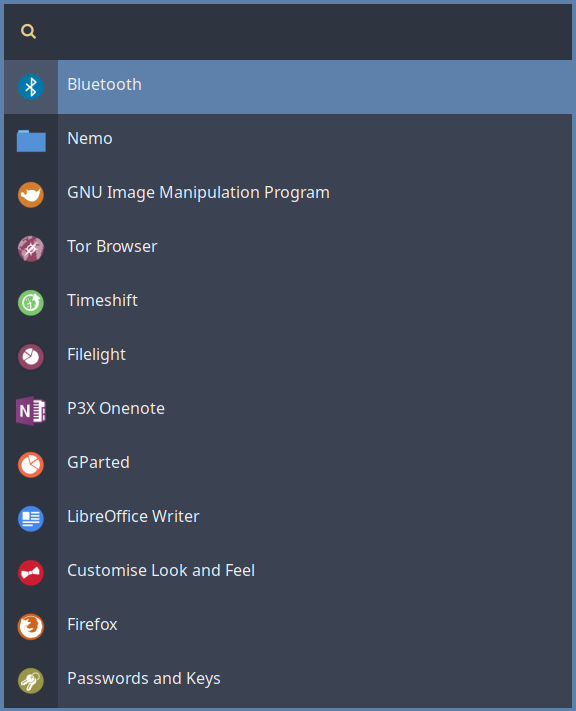 Bluetooth
Nemo
GNU Image Manipulation Program
Tor Browser
Timeshift
Filelight
N
P3X Onenote
GParted
LibreOffice Writer
Customise Look and Feel
Firefox
Passwords and Keys